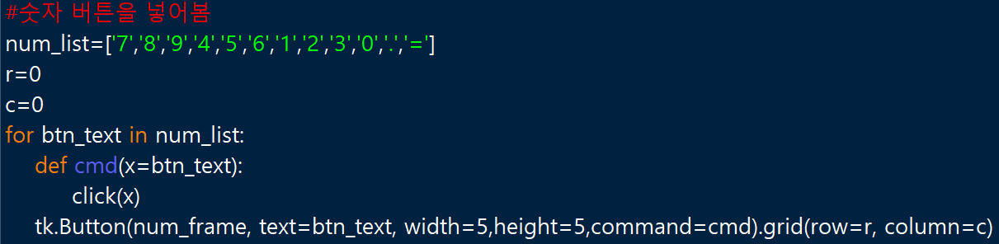 #숫자 버튼을 넣어봄
num_list=['7','8','9','4','5','6','1','2','3','0','.','=']
r=0
c=0
for btn_text in num_list:
    def cmd(x=btn_text):
        click(x)
    tk.Button(num_frame, text=btn_text, width=5,height=5,command=cmd).grid(row=r, column=c)